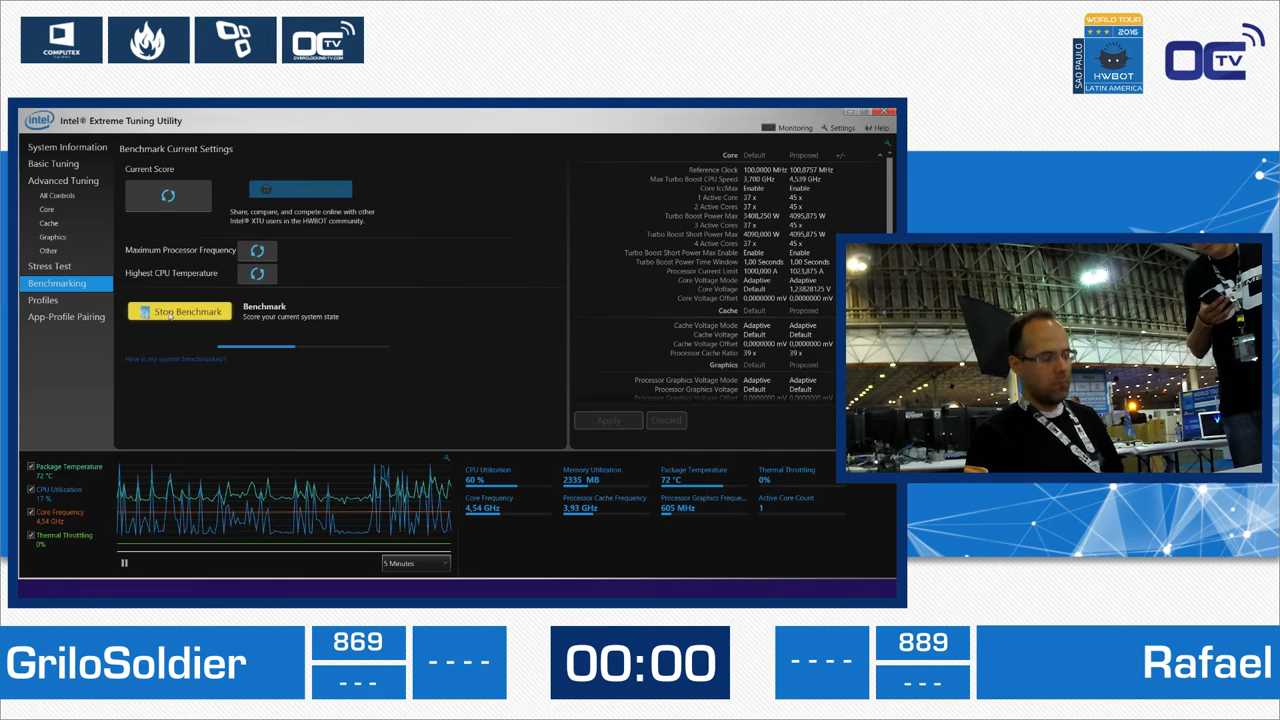 COMPUTEX
TAIPEI
OC TV
OVERCLOCKING-TV.COM
WORLD TOUR
2016
SAO PAULO
HWBOT
LATIN AMERICA
OC TV
intel
Intel® Extreme Tuning Utility
Monitoring Settings Help
System Information
Basic Tuning
Advanced Tuning
All Controls
Core
Cache
Graphics
Other
Stress Test
Benchmarking
Profiles
App-Profile Pairing
Benchmark Current Settings
Current Score
Share, compare, and compete online with other
Intel® XTU users in the HWBOT community.
Maximum Processor Frequency
Highest CPU Temperature
Stop Benchmark
Benchmark
Score your current system state
How is my system benchmarked?
Core Default Proposed +/-
Reference Clock 100,0000 MHz 100,8757 MHz
Max Turbo Boost CPU Speed 3,700 GHz 4,539 GHz
Core IccMax Enable Enable
1 Active Core 37 x 45 x
2 Active Cores 37 x 45 x
Turbo Boost Power Max 3408,250 W 4095,875 W
3 Active Cores 37 x 45 x
Turbo Boost Short Power Max 4090,000 W 4095,875 W
4 Active Cores 37 x 45 x
Turbo Boost Short Power Max Enable Enable Enable
Turbo Boost Power Time Window 1,00 Seconds 1,00 Seconds
Processor Current Limit 1000,000 A 1023,875 A
Core Voltage Mode Adaptive Adaptive
Core Voltage Default 1,23828125 V
Core Voltage Offset 0,0000000 mV 0,0000000 mV
Cache Default Proposed
Cache Voltage Mode Adaptive Adaptive
Cache Voltage Default Default
Cache Voltage Offset 0,0000000 mV 0,0000000 mV
Processor Cache Ratio 39 x 39 x
Graphics Default Proposed
Processor Graphics Voltage Mode Adaptive Adaptive
Processor Graphics Voltage Default Default
Processor Graphics Voltage Offset 0,0000000 mV 0,0000000 mV
Apply Discard
Package Temperature
72 °C
CPU Utilization
17 %
Core Frequency
4,54 GHz
Thermal Throttling
0%
5 Minutes
CPU Utilization
60 %
Memory Utilization
2335 MB
Package Temperature
72 °C
Thermal Throttling
0%
Core Frequency
4,54 GHz
Processor Cache Frequency
3,93 GHz
Processor Graphics Freque...
605 MHz
Active Core Count
1
GriloSoldier
869
---
----
00:00
----
889
---
Rafael